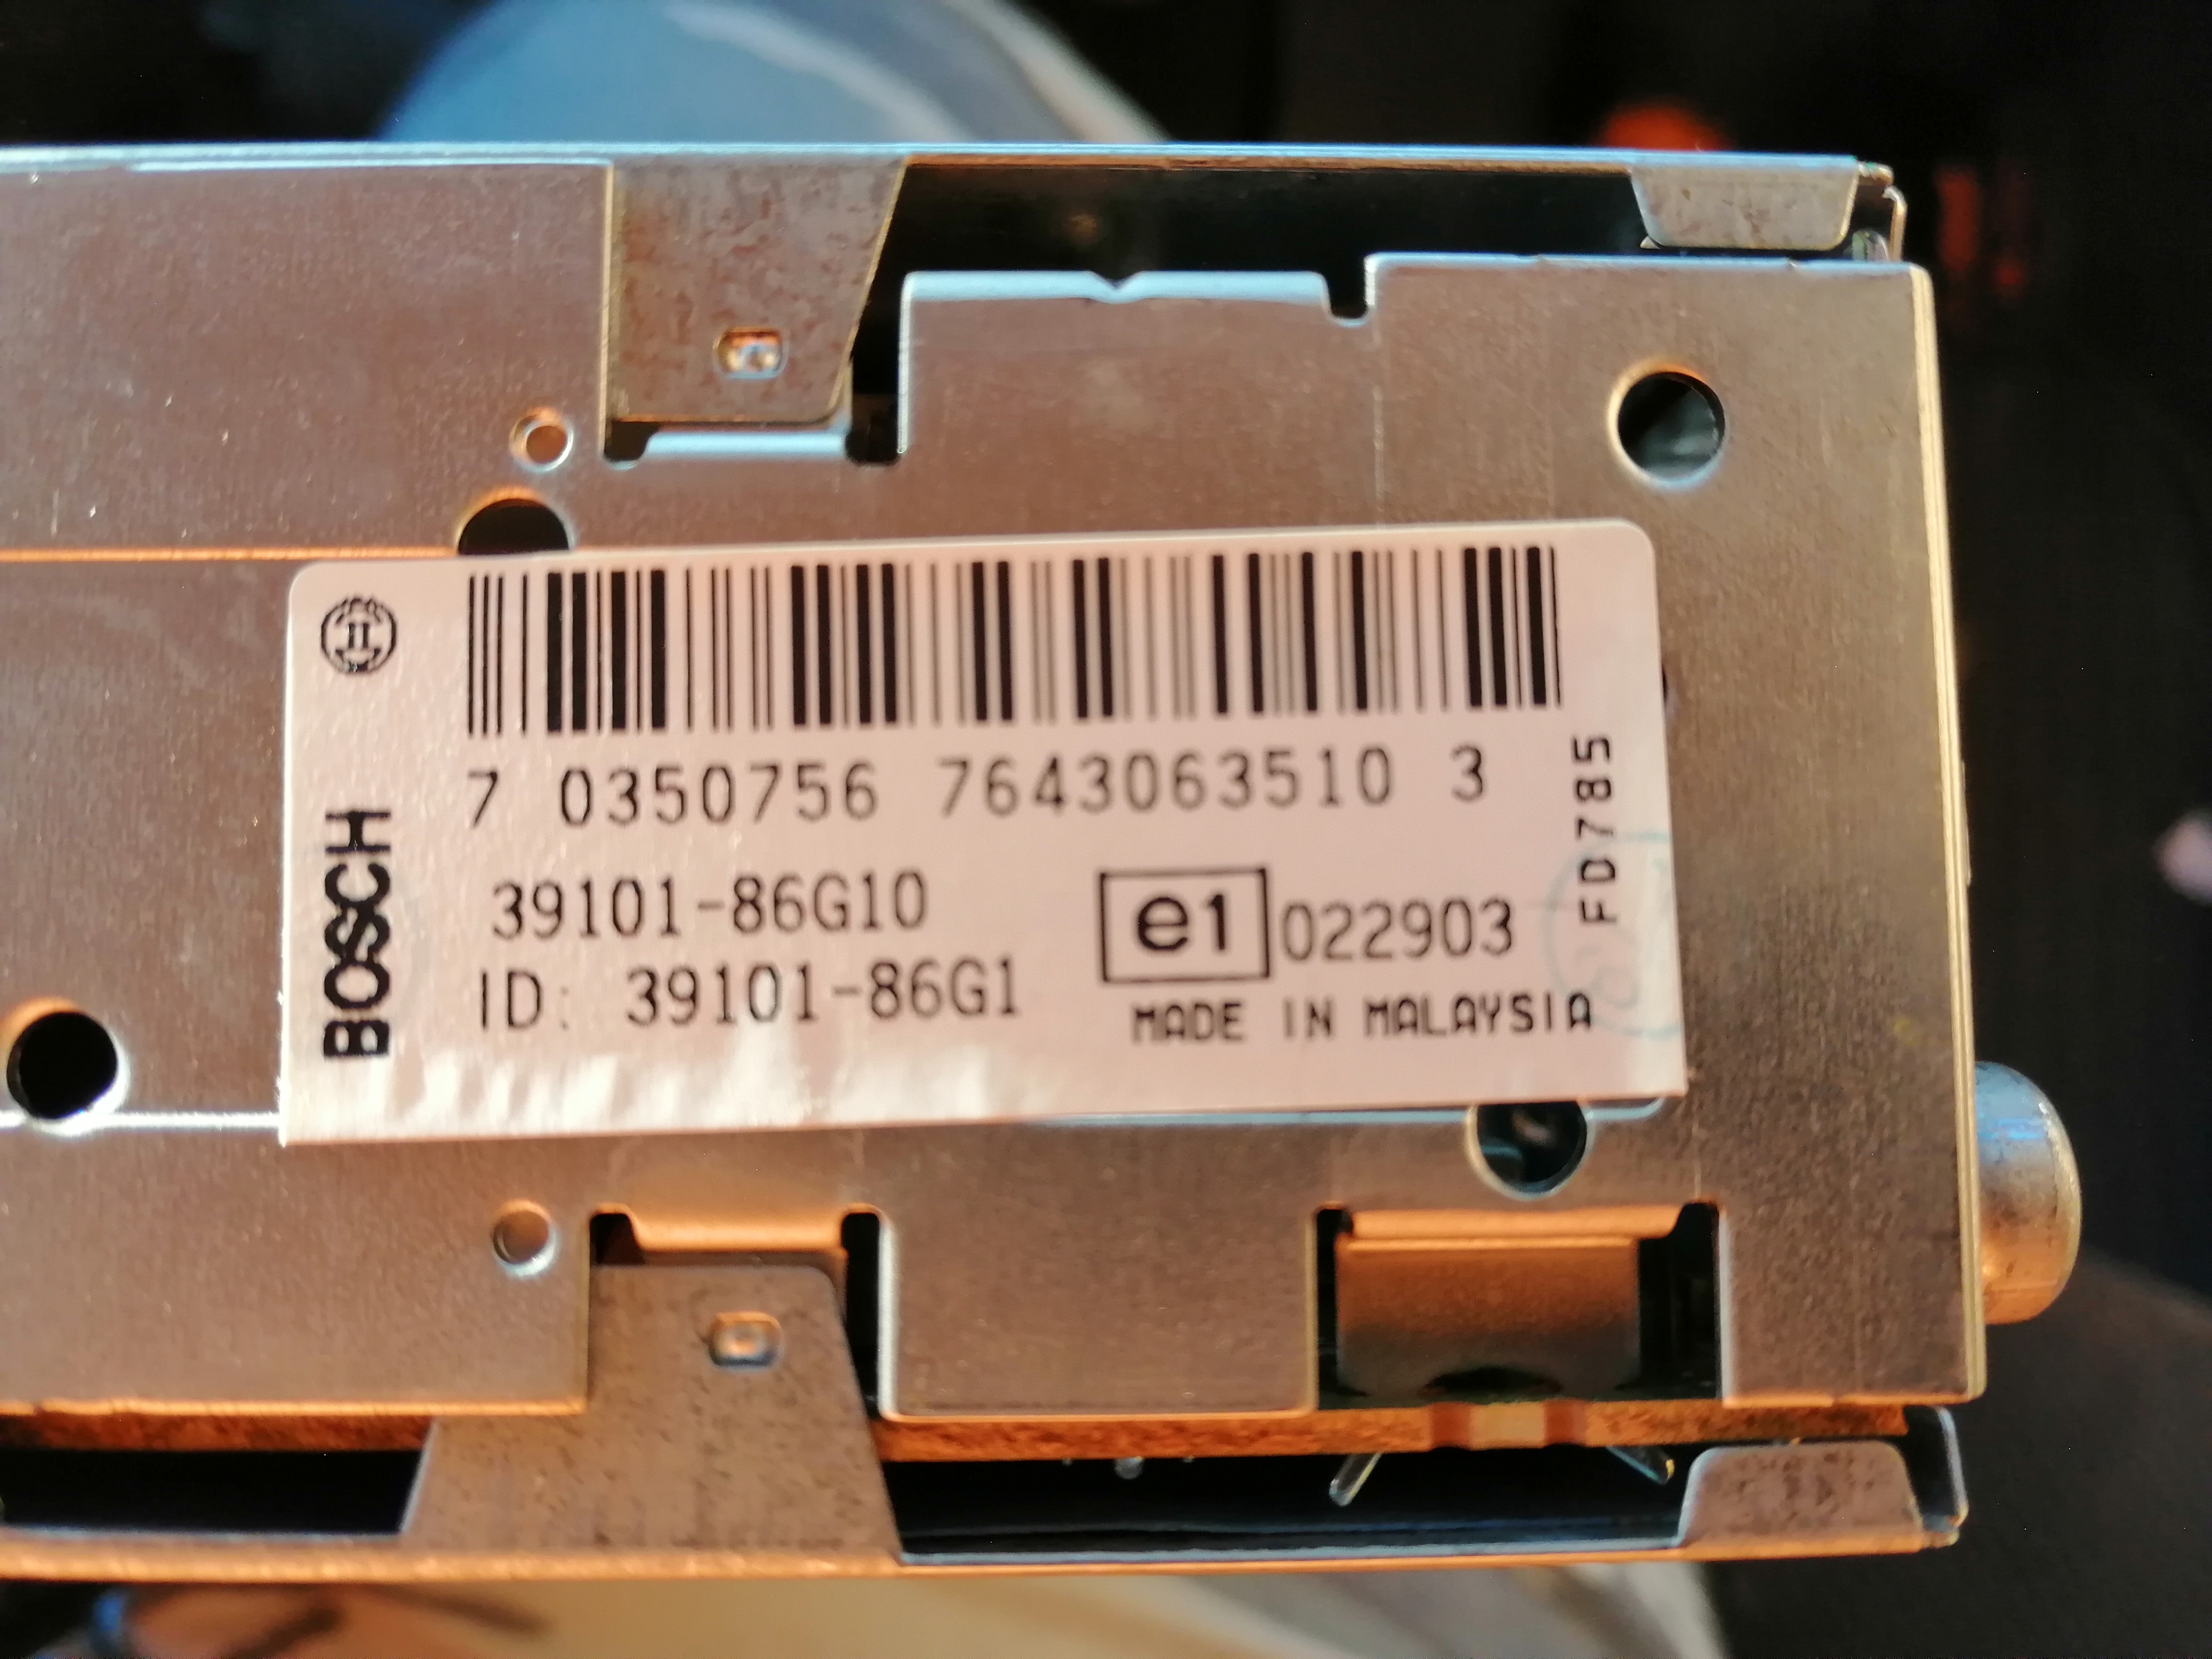 BOSCH
7 0350756 7643063510 3
39101-86G10
ID: 39101-86G1
e1 022903
MADE IN MALAYSIA
FD785